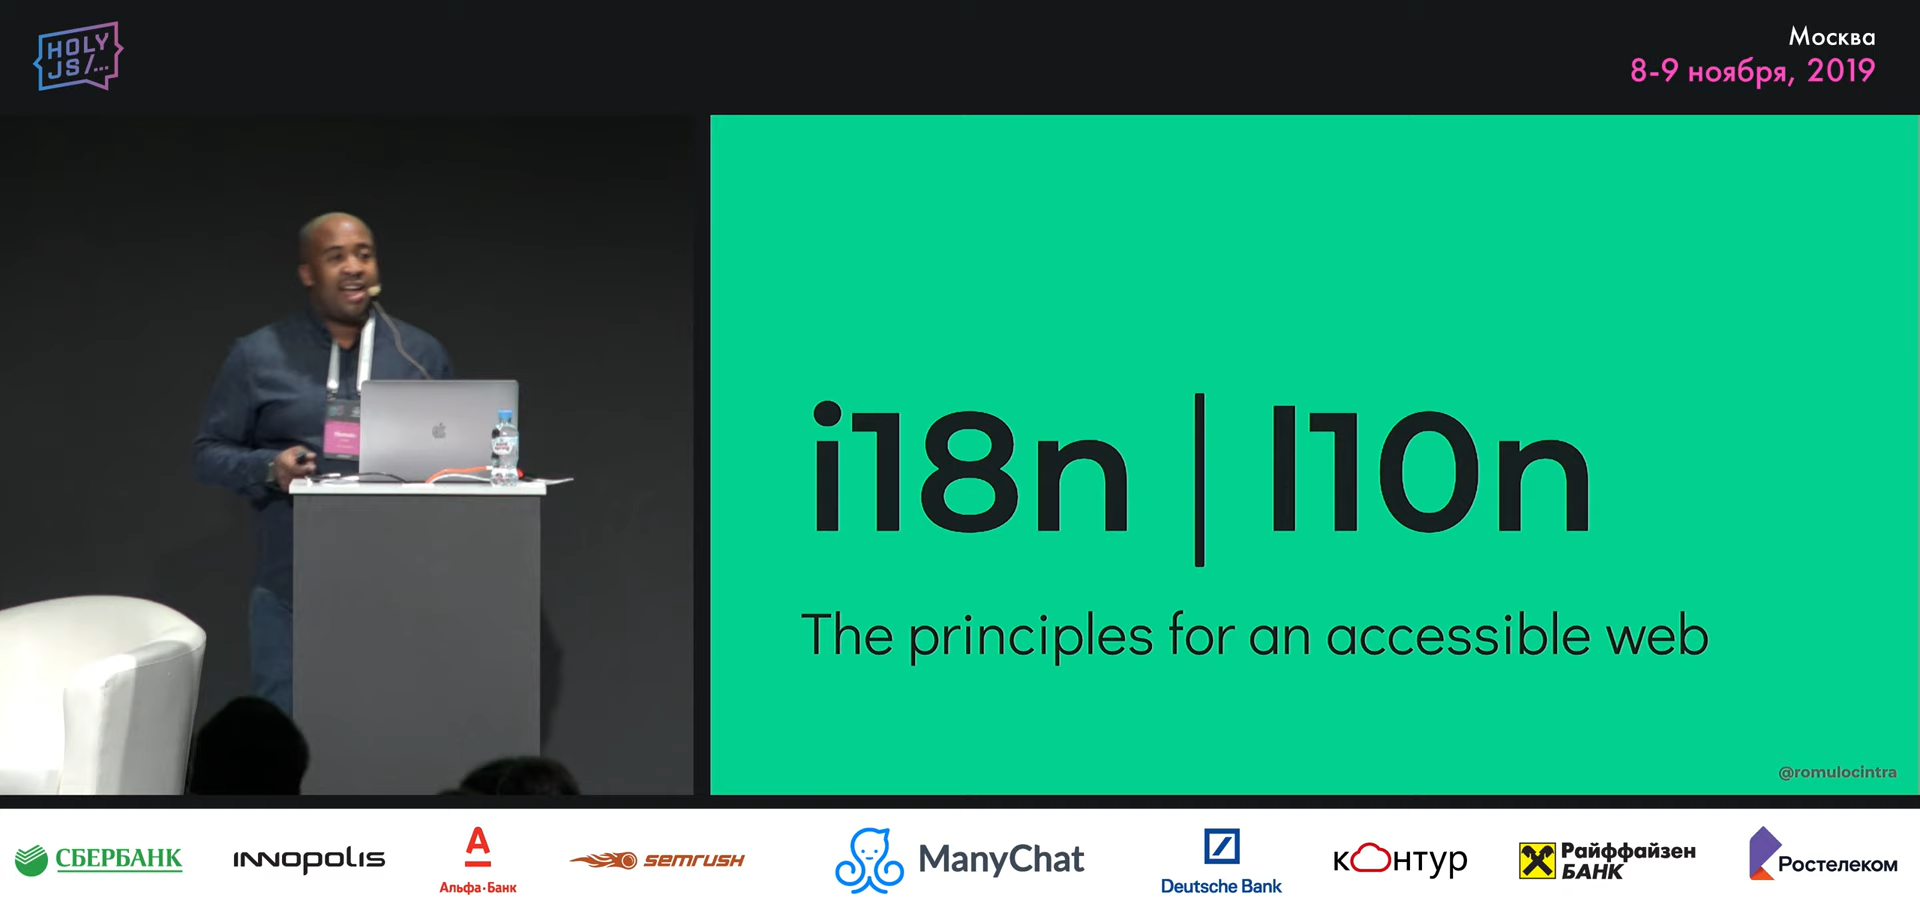 HOLY
JS/...
Москва
8-9 ноября, 2019
i18n | l10n
The principles for an accessible web
@romulocintra
СБЕРБАНК
INNOPOLIS
Альфа·Банк
semrush
ManyChat
Deutsche Bank
контур
Райффайзен
БАНК
Ростелеком